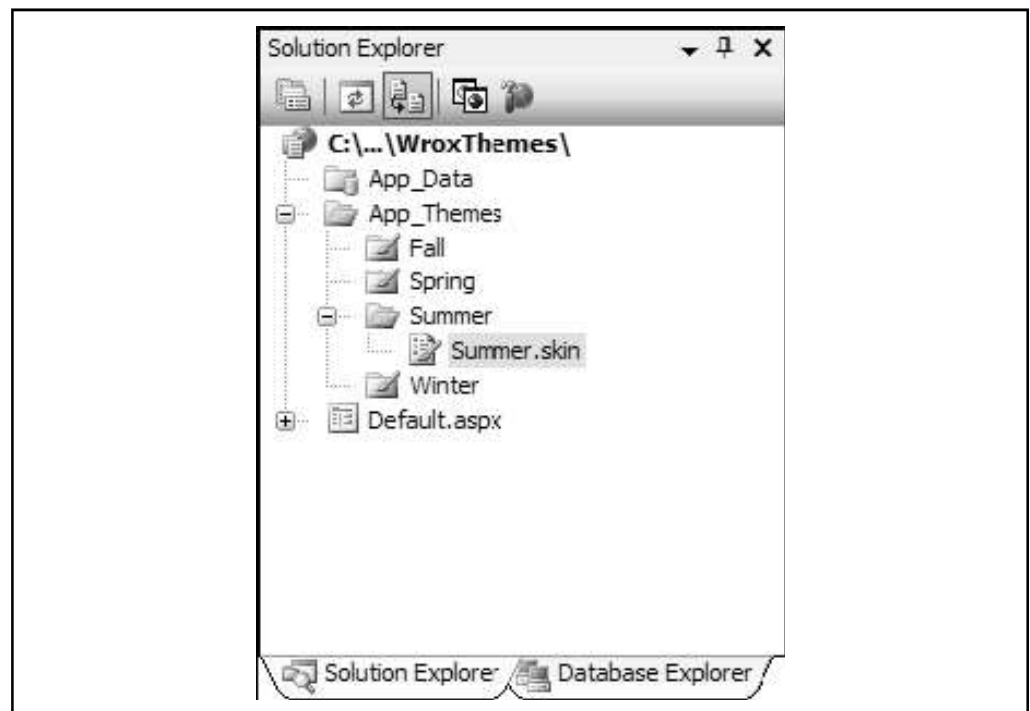 Solution Explorer
C:\...\WroxThemes\
App_Data
App_Themes
Fall
Spring
Summer
Summer.skin
Winter
Default.aspx
Solution Explorer
Database Explorer